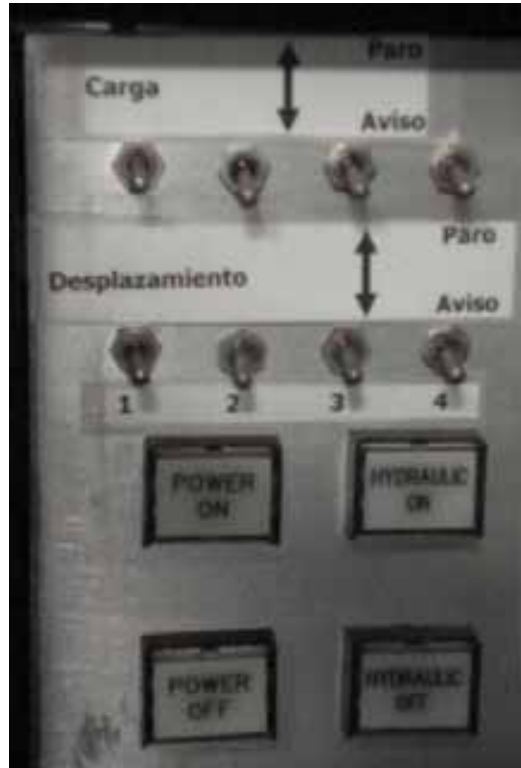 Paro
Carga
Aviso
Paro
Desplazamiento
Aviso
1 2 3 4
POWER
ON
HYDRAULIC
ON
POWER
OFF
HYDRAULIC
OFF